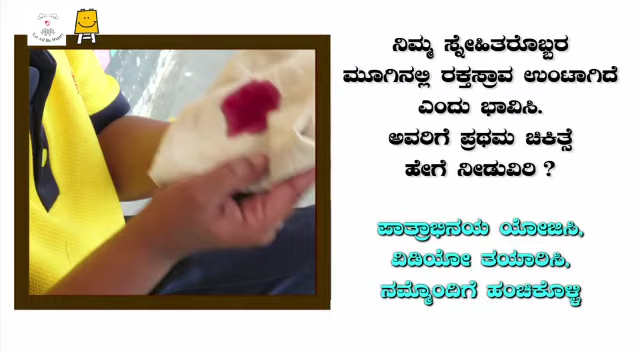 ನಿಮ್ಮ ಸ್ನೇಹಿತರೊಬ್ಬರ
ಮೂಗಿನಲ್ಲಿ ರಕ್ತಸ್ರಾವ ಉಂಟಾಗಿದೆ
ಎಂದು ಭಾವಿಸಿ.
ಅವರಿಗೆ ಪ್ರಥಮ ಚಿಕಿತ್ಸೆ
ಹೇಗೆ ನೀಡುವಿರಿ ?
ಪಾತ್ರಾಭಿನಯ ಯೋಜಿಸಿ,
ವಿಡಿಯೋ ತಯಾರಿಸಿ,
ನಮ್ಮೊಂದಿಗೆ ಹಂಚಿಕೊಳ್ಳಿ